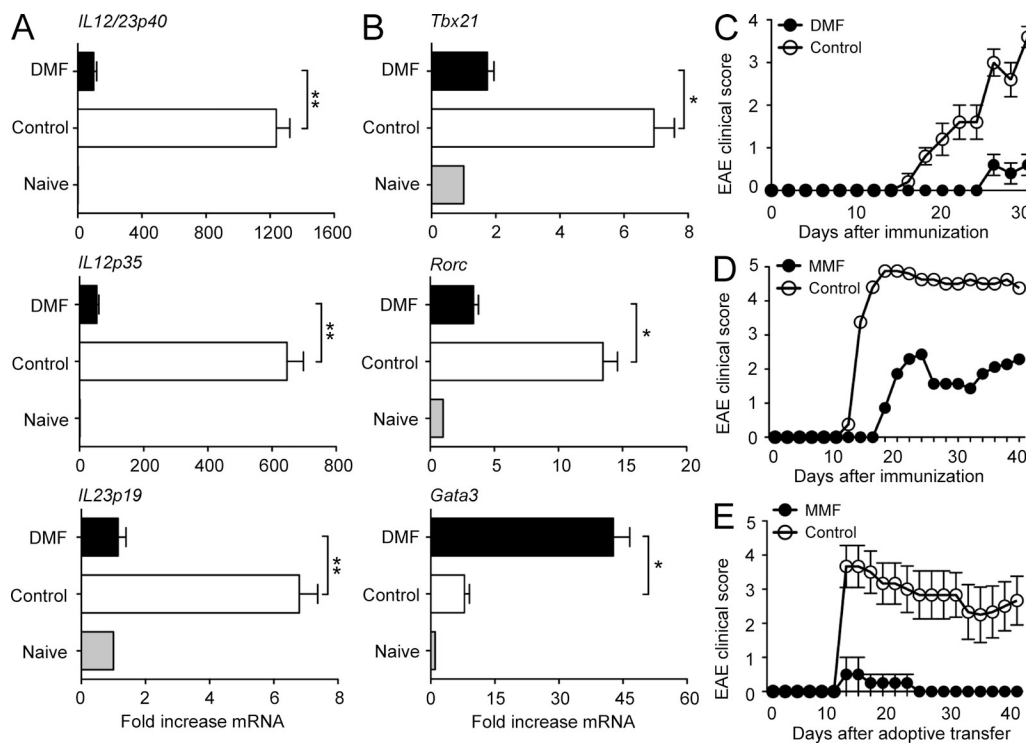 A
IL12/23p40
DMF
Control
Naive
**
0 400 800 1200 1600
IL12p35
DMF
Control
Naive
**
0 200 400 600 800
IL23p19
DMF
Control
Naive
**
0 2 4 6 8
Fold increase mRNA
B
Tbx21
DMF
Control
Naive
*
0 2 4 6 8
Rorc
DMF
Control
Naive
*
0 5 10 15 20
Gata3
DMF
Control
Naive
*
0 15 30 45 60
Fold increase mRNA
C
DMF
Control
EAE clinical score
4
3
2
1
0
0 10 20 30
Days after immunization
D
MMF
Control
EAE clinical score
5
4
3
2
1
0
0 10 20 30 40
Days after immunization
E
MMF
Control
EAE clinical score
5
4
3
2
1
0
0 10 20 30 40
Days after adoptive transfer